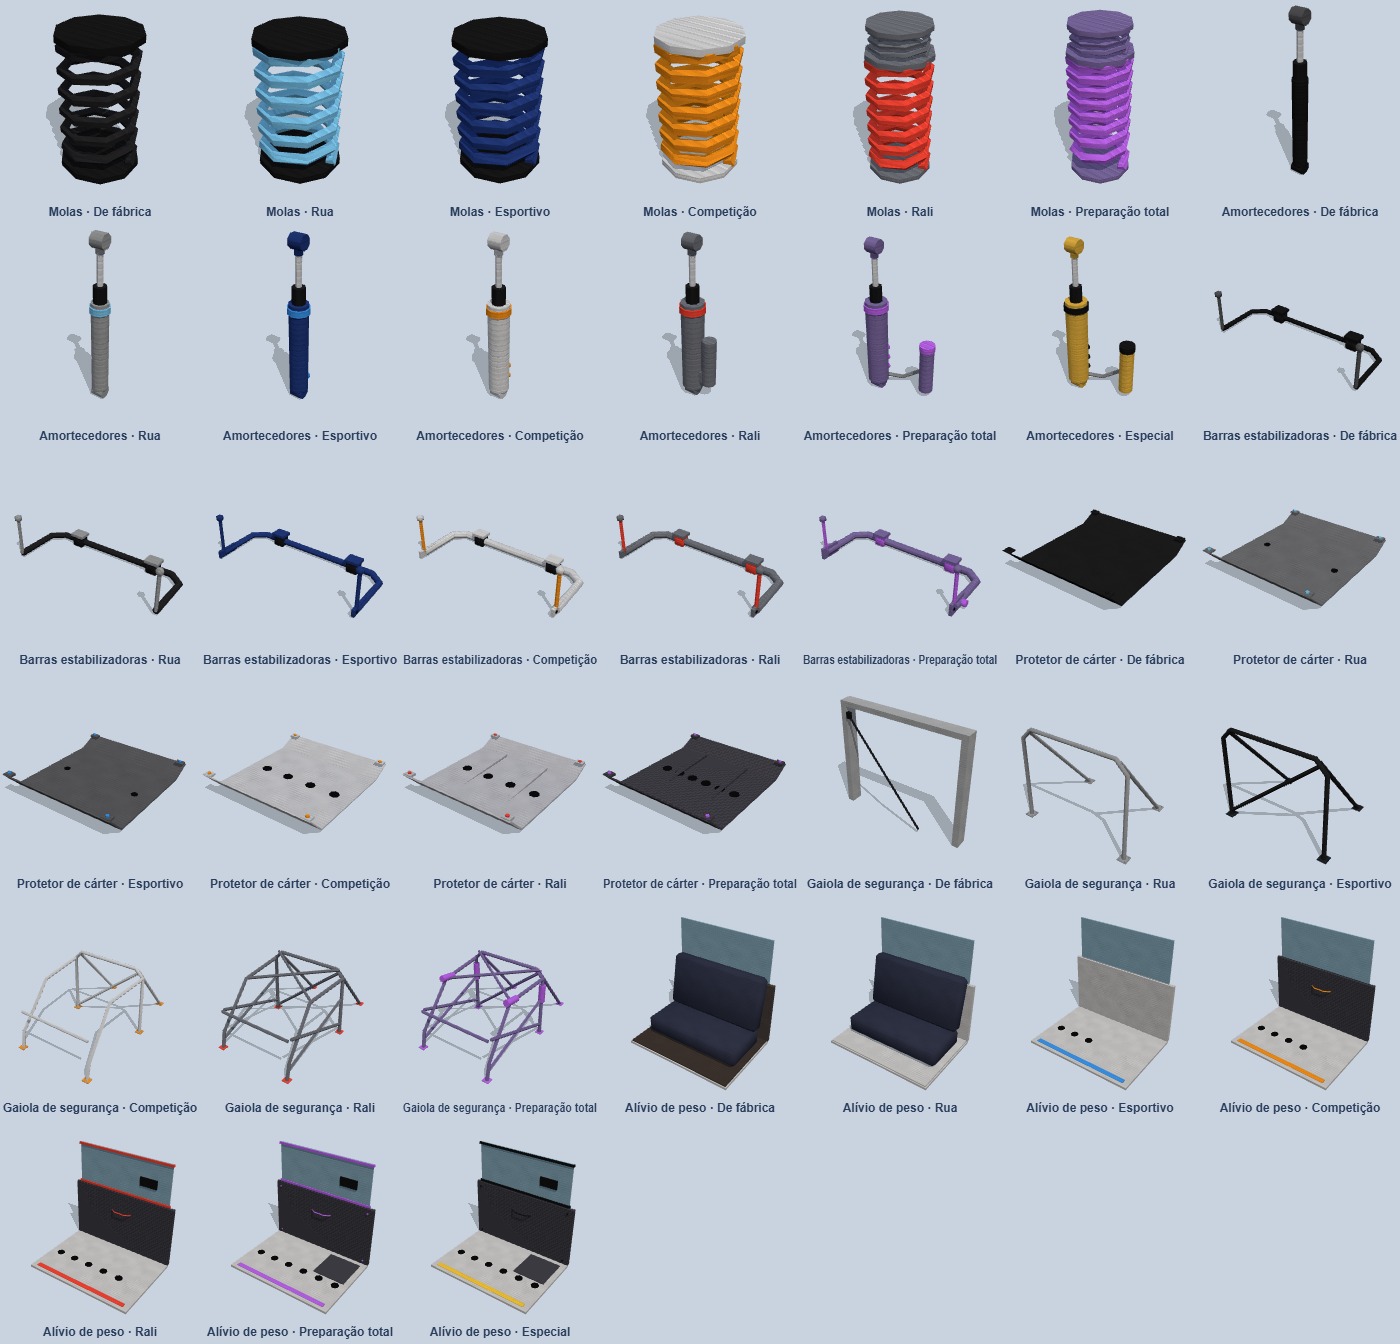 Molas · De fábrica
Molas · Rua
Molas · Esportivo
Molas · Competição
Molas · Rali
Molas · Preparação total
Amortecedores · De fábrica
Amortecedores · Rua
Amortecedores · Esportivo
Amortecedores · Competição
Amortecedores · Rali
Amortecedores · Preparação total
Amortecedores · Especial
Barras estabilizadoras · De fábrica
Barras estabilizadoras · Rua
Barras estabilizadoras · Esportivo
Barras estabilizadoras · Competição
Barras estabilizadoras · Rali
Barras estabilizadoras · Preparação total
Protetor de cárter · De fábrica
Protetor de cárter · Rua
Protetor de cárter · Esportivo
Protetor de cárter · Competição
Protetor de cárter · Rali
Protetor de cárter · Preparação total
Gaiola de segurança · De fábrica
Gaiola de segurança · Rua
Gaiola de segurança · Esportivo
Gaiola de segurança · Competição
Gaiola de segurança · Rali
Gaiola de segurança · Preparação total
Alívio de peso · De fábrica
Alívio de peso · Rua
Alívio de peso · Esportivo
Alívio de peso · Competição
Alívio de peso · Rali
Alívio de peso · Preparação total
Alívio de peso · Especial